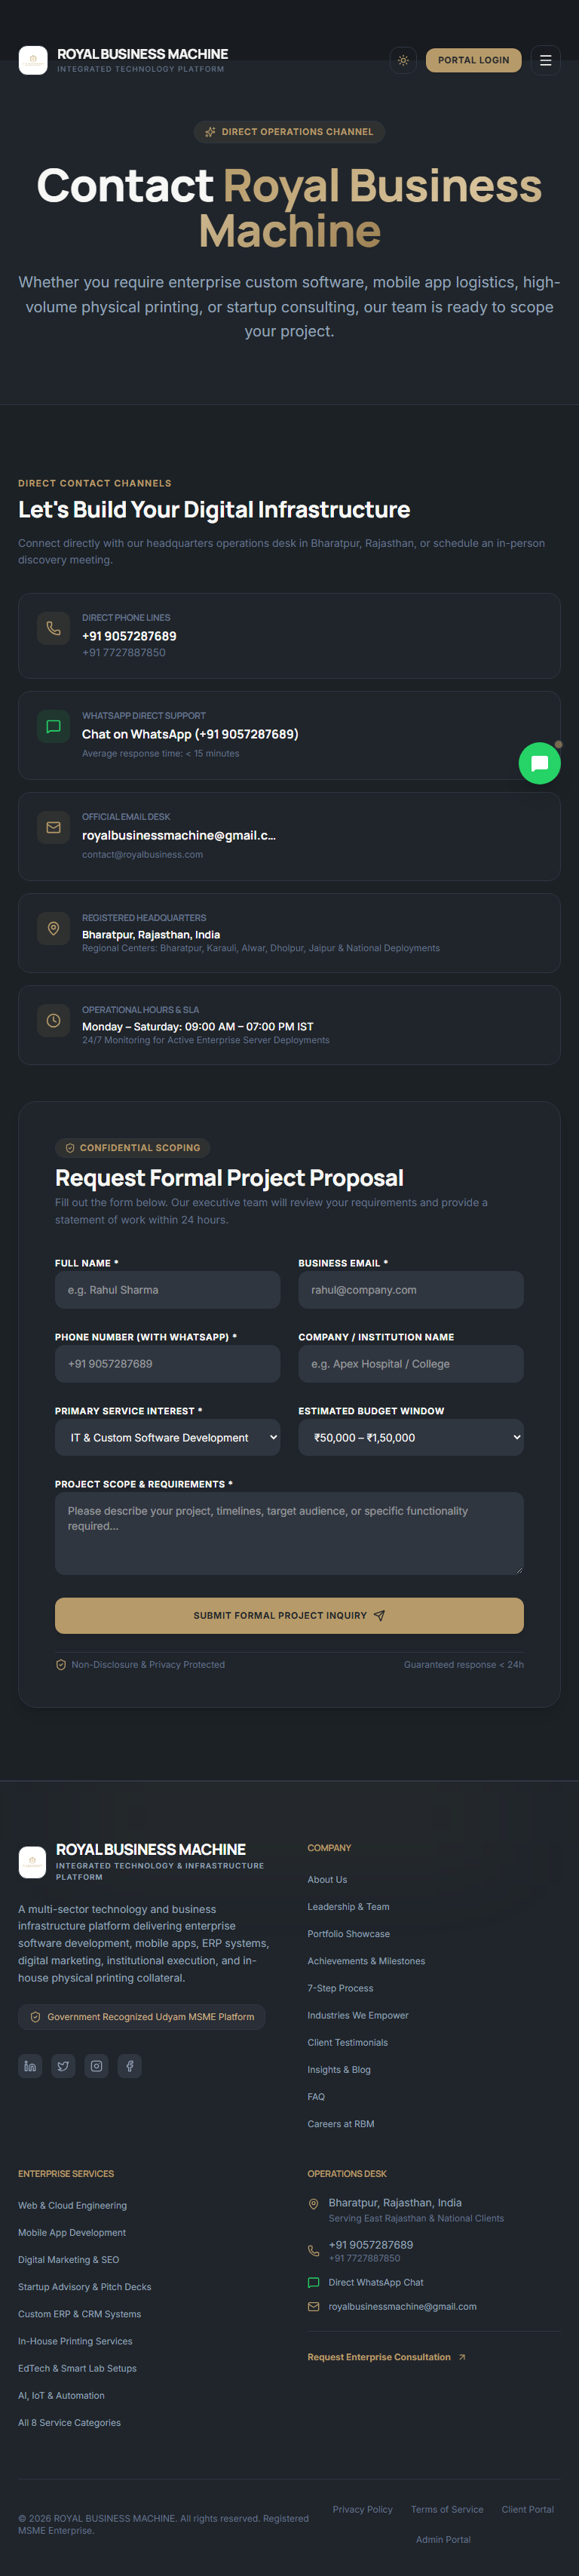 ROYAL BUSINESS MACHINE
INTEGRATED TECHNOLOGY PLATFORM
PORTAL LOGIN
DIRECT OPERATIONS CHANNEL
Contact Royal Business
Machine
Whether you require enterprise custom software, mobile app logistics, high-
volume physical printing, or startup consulting, our team is ready to scope
your project.
DIRECT CONTACT CHANNELS
Let's Build Your Digital Infrastructure
Connect directly with our headquarters operations desk in Bharatpur, Rajasthan, or schedule an in-person
discovery meeting.
DIRECT PHONE LINES
+91 9057287689
+91 7727887850
WHATSAPP DIRECT SUPPORT
Chat on WhatsApp (+91 9057287689)
Average response time: < 15 minutes
OFFICIAL EMAIL DESK
royalbusinessmachine@gmail.c...
contact@royalbusiness.com
REGISTERED HEADQUARTERS
Bharatpur, Rajasthan, India
Regional Centers: Bharatpur, Karauli, Alwar, Dholpur, Jaipur & National Deployments
OPERATIONAL HOURS & SLA
Monday – Saturday: 09:00 AM – 07:00 PM IST
24/7 Monitoring for Active Enterprise Server Deployments
CONFIDENTIAL SCOPING
Request Formal Project Proposal
Fill out the form below. Our executive team will review your requirements and provide a
statement of work within 24 hours.
FULL NAME *
BUSINESS EMAIL *
e.g. Rahul Sharma
rahul@company.com
PHONE NUMBER (WITH WHATSAPP) *
COMPANY / INSTITUTION NAME
+91 9057287689
e.g. Apex Hospital / College
PRIMARY SERVICE INTEREST *
ESTIMATED BUDGET WINDOW
IT & Custom Software Development
₹50,000 – ₹1,50,000
PROJECT SCOPE & REQUIREMENTS *
Please describe your project, timelines, target audience, or specific functionality
required...
SUBMIT FORMAL PROJECT INQUIRY
Non-Disclosure & Privacy Protected
Guaranteed response < 24h
ROYAL BUSINESS MACHINE
INTEGRATED TECHNOLOGY & INFRASTRUCTURE
PLATFORM
A multi-sector technology and business
infrastructure platform delivering enterprise
software development, mobile apps, ERP systems,
digital marketing, institutional execution, and in-
house physical printing collateral.
Government Recognized Udyam MSME Platform
COMPANY
About Us
Leadership & Team
Portfolio Showcase
Achievements & Milestones
7-Step Process
Industries We Empower
Client Testimonials
Insights & Blog
FAQ
Careers at RBM
ENTERPRISE SERVICES
Web & Cloud Engineering
Mobile App Development
Digital Marketing & SEO
Startup Advisory & Pitch Decks
Custom ERP & CRM Systems
In-House Printing Services
EdTech & Smart Lab Setups
AI, IoT & Automation
All 8 Service Categories
OPERATIONS DESK
Bharatpur, Rajasthan, India
Serving East Rajasthan & National Clients
+91 9057287689
+91 7727887850
Direct WhatsApp Chat
royalbusinessmachine@gmail.com
Request Enterprise Consultation
© 2026 ROYAL BUSINESS MACHINE. All rights reserved. Registered
MSME Enterprise.
Privacy Policy
Terms of Service
Client Portal
Admin Portal